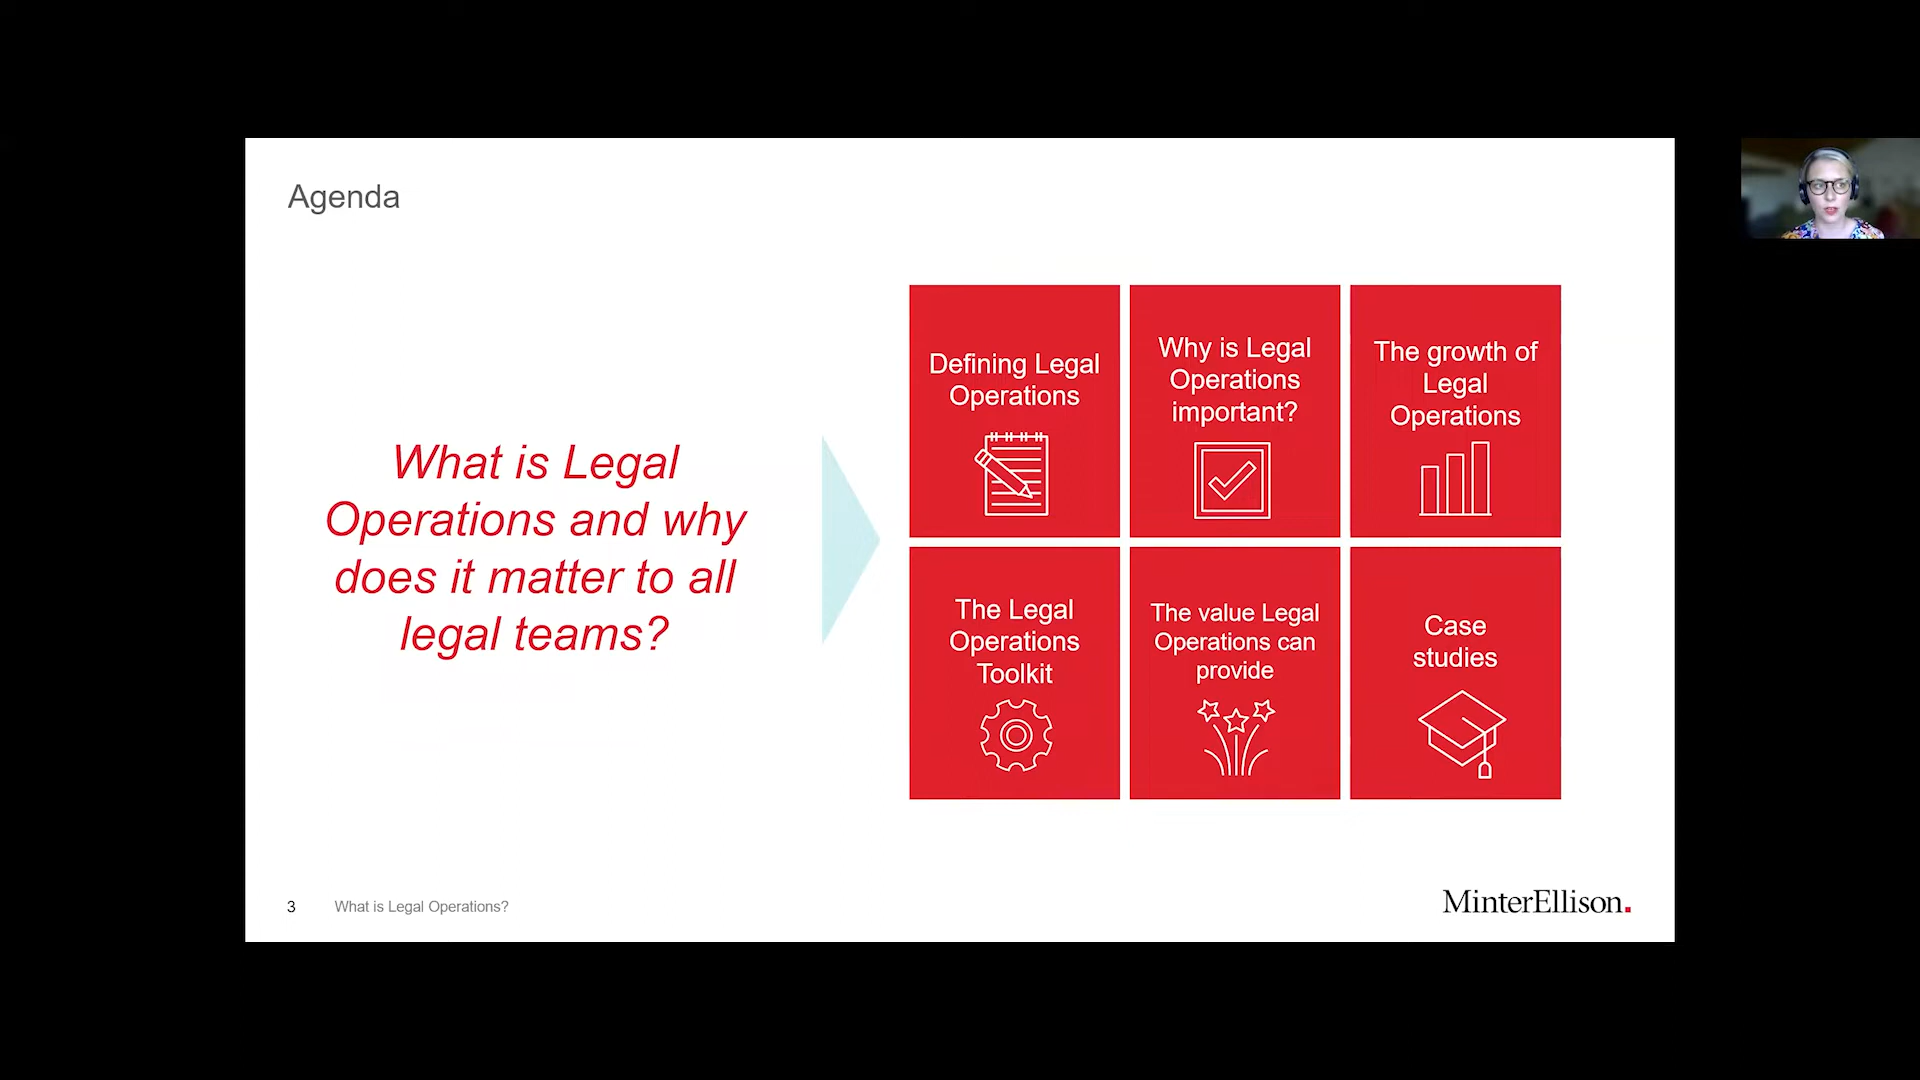 Agenda
What is Legal
Operations and why
does it matter to all
legal teams?
Defining Legal
Operations
Why is Legal
Operations
important?
The growth of
Legal
Operations
The Legal
Operations
Toolkit
The value Legal
Operations can
provide
Case
studies
3
What is Legal Operations?
MinterEllison.